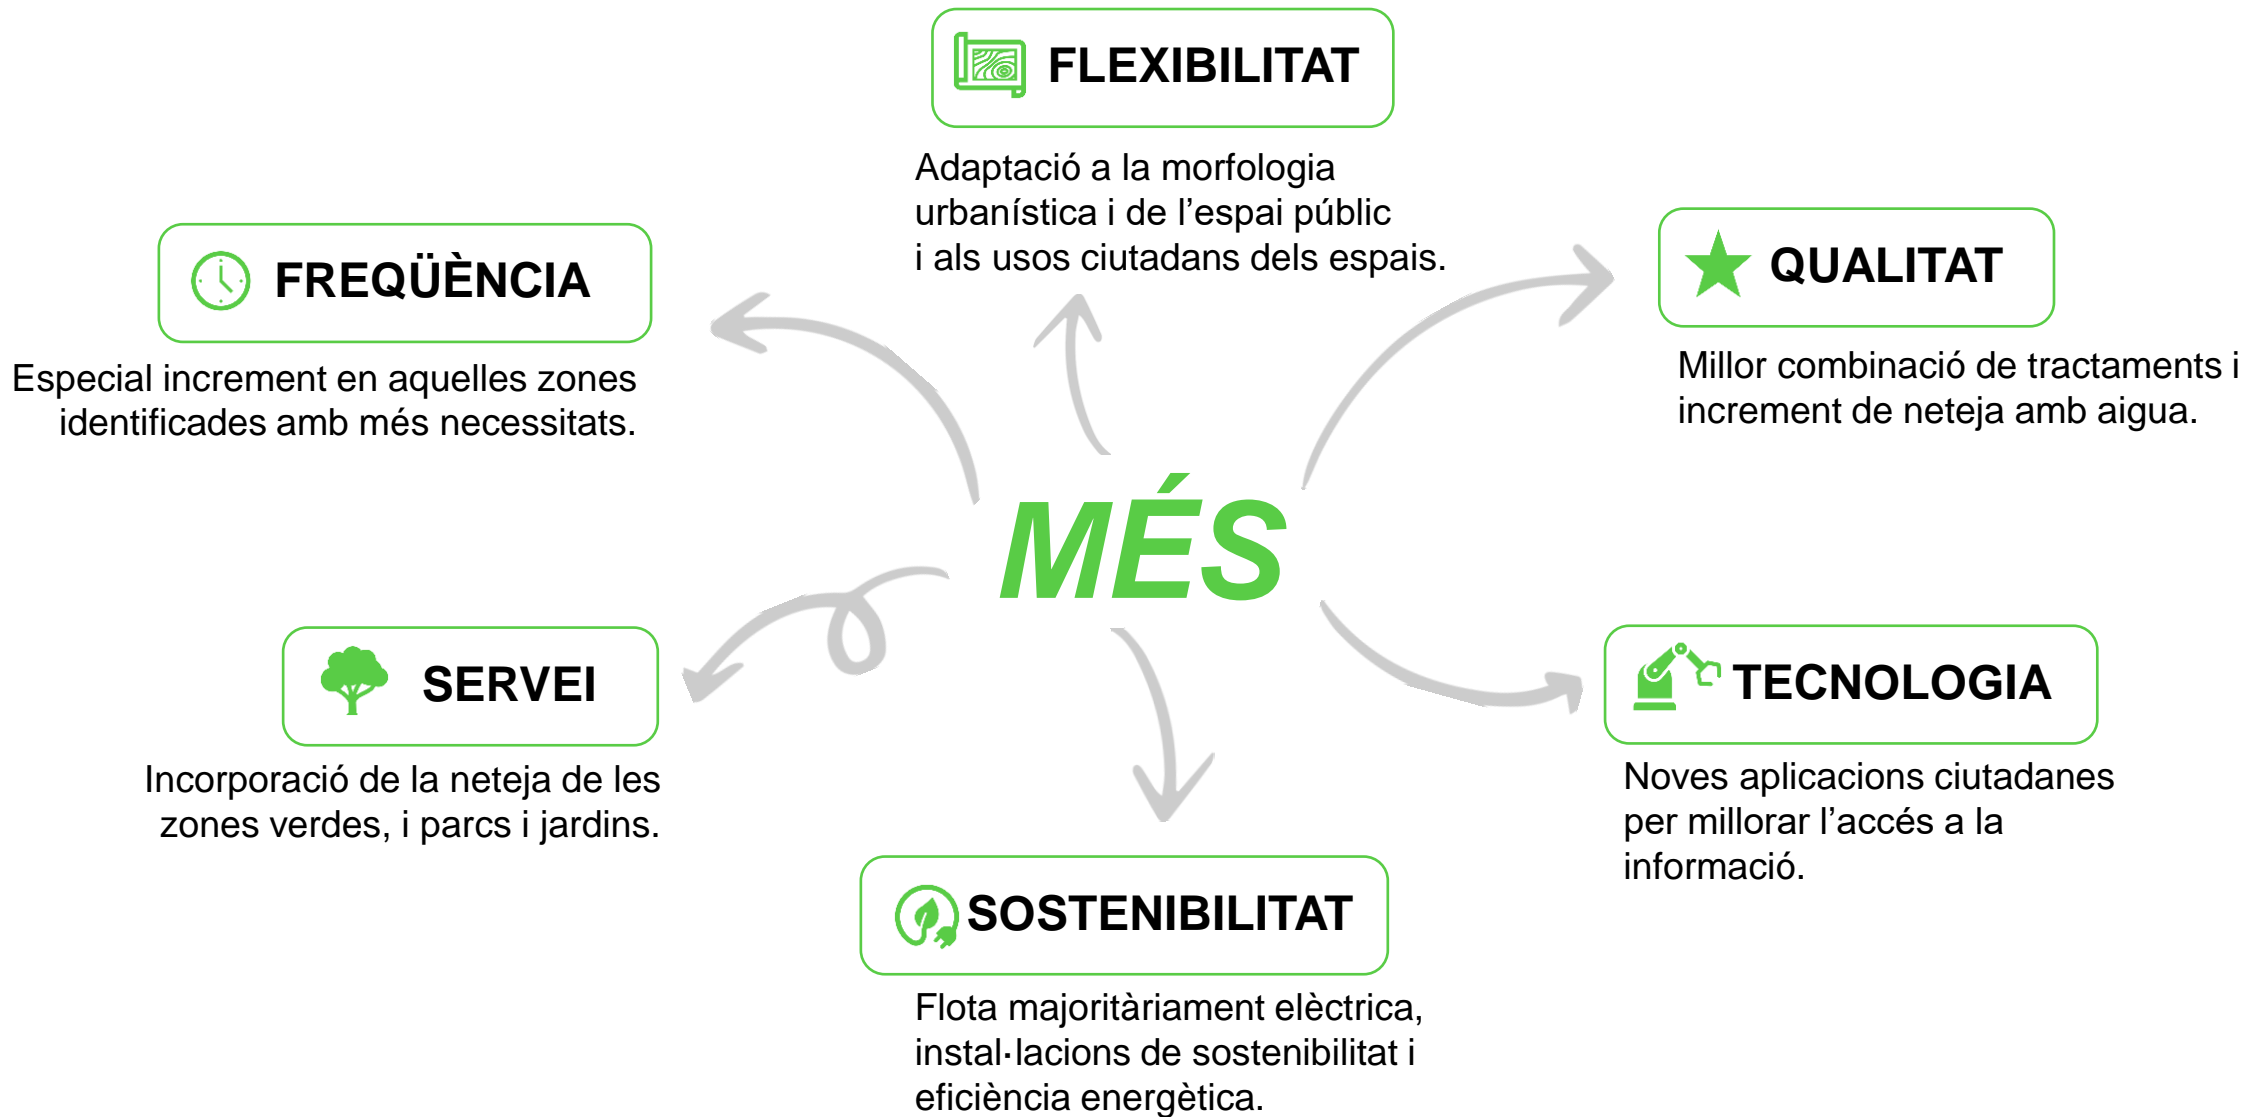 FLEXIBILITAT
Adaptació a la morfologia
urbanística i de l’espai públic
i als usos ciutadans dels espais.
FREQÜÈNCIA
Especial increment en aquelles zones
identificades amb més necessitats.
QUALITAT
Millor combinació de tractaments i
increment de neteja amb aigua.
MÉS
SERVEI
Incorporació de la neteja de les
zones verdes, i parcs i jardins.
TECNOLOGIA
Noves aplicacions ciutadanes
per millorar l’accés a la
informació.
SOSTENIBILITAT
Flota majoritàriament elèctrica,
instal·lacions de sostenibilitat i
eficiència energètica.